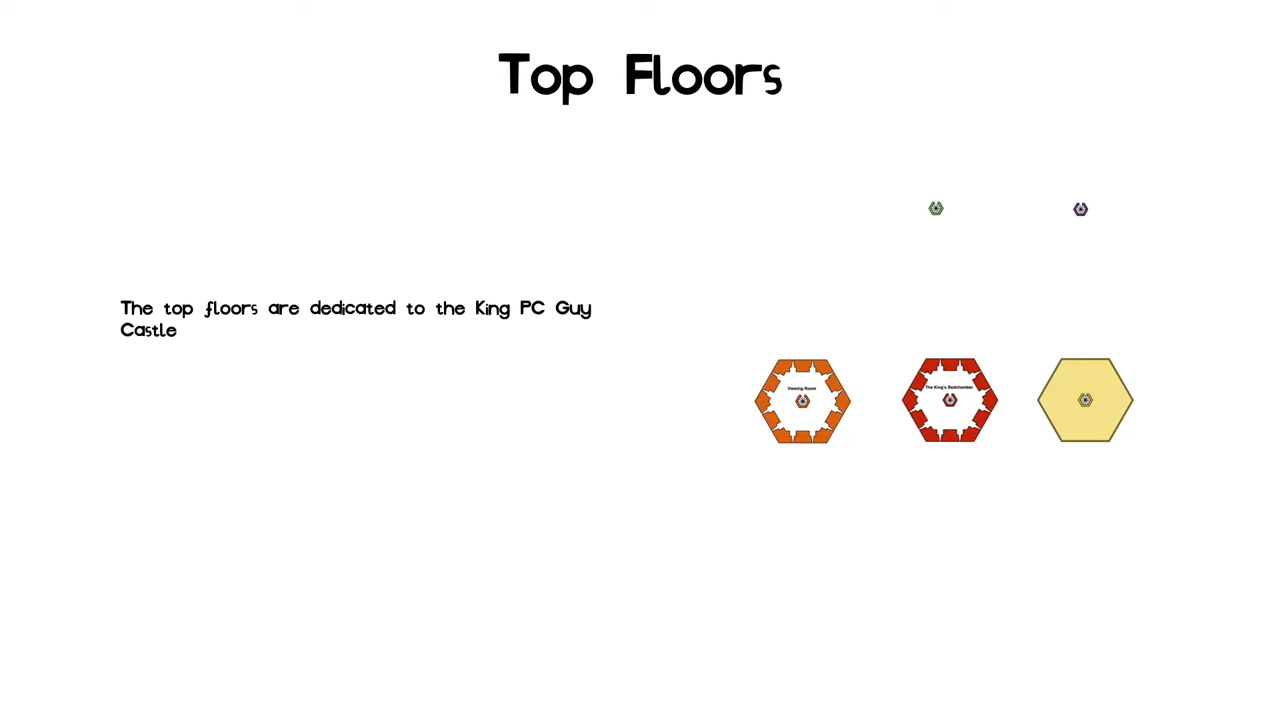 Top Floors
The top floors are dedicated to the King PC Guy
Castle
Viewing Room
The King's Bedchamber